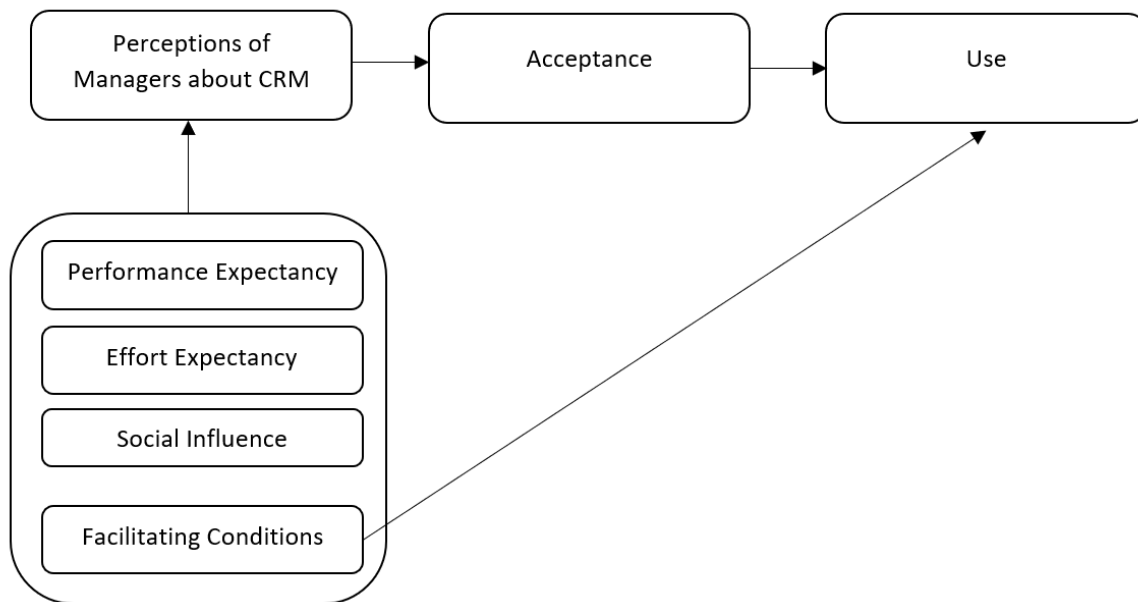 Perceptions of
Managers about CRM
Acceptance
Use
Performance Expectancy
Effort Expectancy
Social Influence
Facilitating Conditions